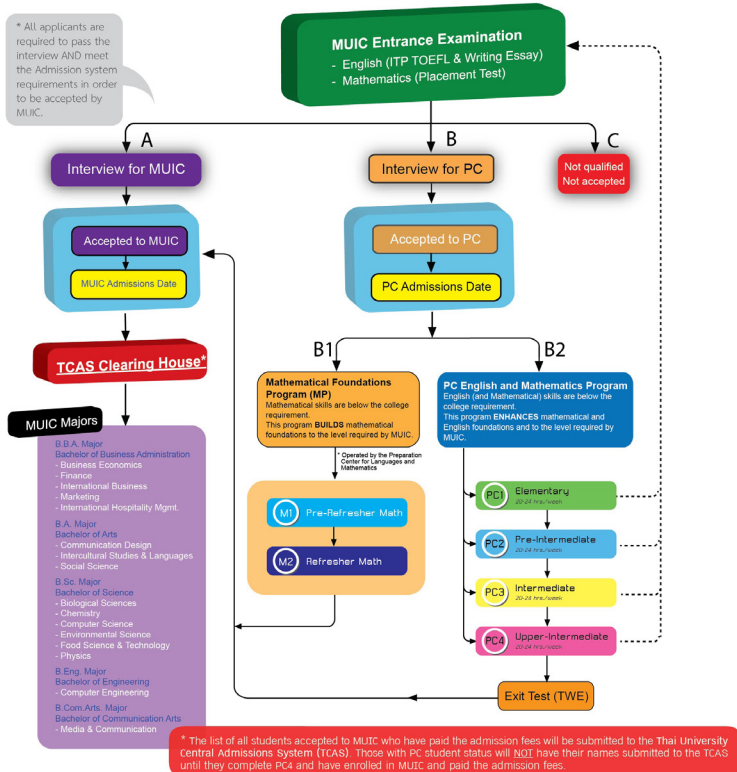 * All applicants
are required to pass the
interview AND meet
the Admission system
requirements in order
to be accepted by
MUIC.
MUIC Entrance Examination
- English (ITP TOEFL & Writing Essay)
- Mathematics (Placement Test)
A
B
C
Interview for MUIC
Interview for PC
Not qualified
Not accepted
Accepted to MUIC
MUIC Admissions Date
Accepted to PC
PC Admissions Date
TCAS Clearing House*
B1
B2
Mathematical Foundations
Program (MP)
Mathematical skills are below the college
requirement.
This program BUILDS mathematical
foundations to the level required by MUIC.
* Operated by the Preparation
Center for Languages and
Mathematics
PC English and Mathematics Program
English (and Mathematical) skills are below the
college requirement.
This program ENHANCES mathematical and
English foundations and to the level required by
MUIC.
MUIC Majors
B.B.A. Major
Bachelor of Business Administration
- Business Economics
- Finance
- International Business
- Marketing
- International Hospitality Mgmt.
B.A. Major
Bachelor of Arts
- Communication Design
- Intercultural Studies & Languages
- Social Science
B.Sc. Major
Bachelor of Science
- Biological Sciences
- Chemistry
- Computer Science
- Environmental Science
- Food Science & Technology
- Physics
B.Eng. Major
Bachelor of Engineering
- Computer Engineering
B.Com.Arts. Major
Bachelor of Communication Arts
- Media & Communication
M1 Pre-Refresher Math
M2 Refresher Math
PC1 Elementary
20-24 hrs./week
PC2 Pre-Intermediate
20-24 hrs./week
PC3 Intermediate
20-24 hrs./week
PC4 Upper-Intermediate
20-24 hrs./week
Exit Test (TWE)
* The list of all students accepted to MUIC who have paid the admission fees will be submitted to the Thai University
Central Admissions System (TCAS). Those with PC student status will NOT have their names submitted to the TCAS
until they complete PC4 and have enrolled in MUIC and paid the admission fees.